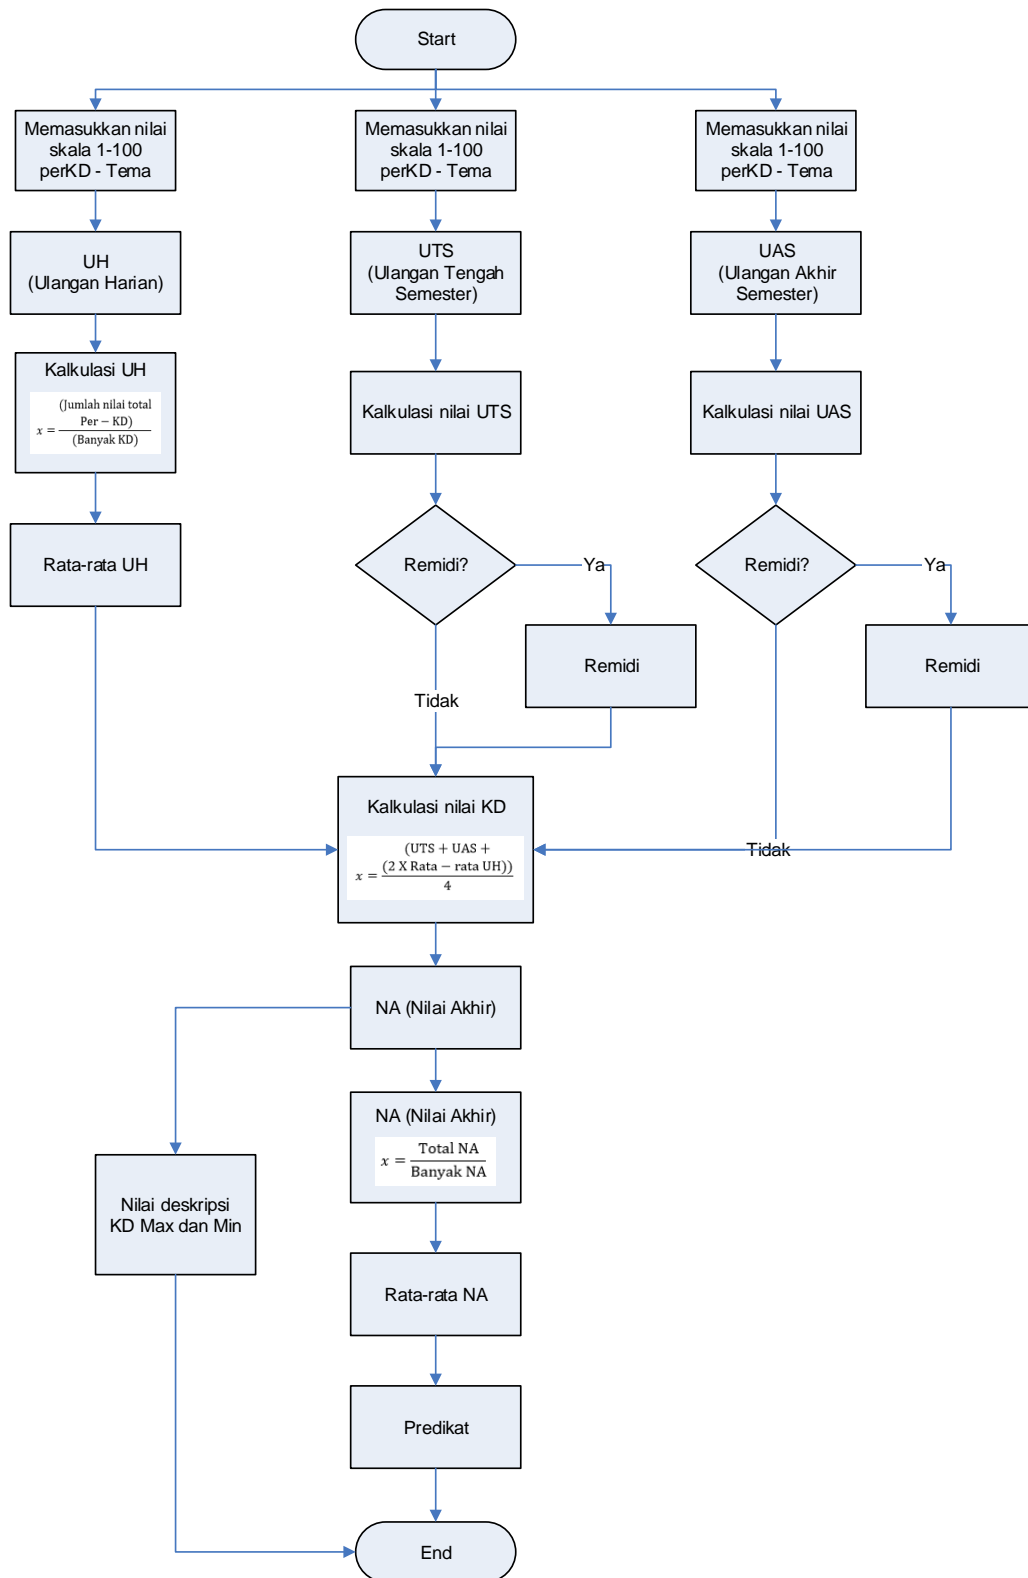 Start
Memasukkan nilai
skala 1-100
perKD - Tema
Memasukkan nilai
skala 1-100
perKD - Tema
Memasukkan nilai
skala 1-100
perKD - Tema
UH
(Ulangan Harian)
UTS
(Ulangan Tengah
Semester)
UAS
(Ulangan Akhir
Semester)
Kalkulasi UH
(Jumlah nilai total
Per − KD)
x =
(Banyak KD)
Kalkulasi nilai UTS
Kalkulasi nilai UAS
Rata-rata UH
Remidi?
Ya
Remidi?
Ya
Remidi
Remidi
Tidak
Kalkulasi nilai KD
(UTS + UAS +
(2 X Rata − rata UH))
x =
4
Tidak
NA (Nilai Akhir)
NA (Nilai Akhir)
Total NA
x =
Banyak NA
Nilai deskripsi
KD Max dan Min
Rata-rata NA
Predikat
End